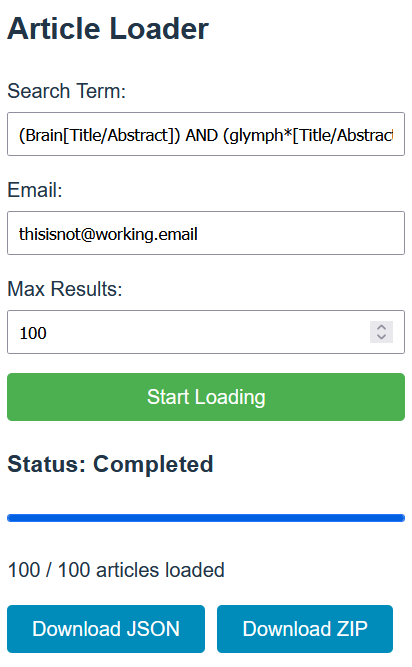 Article Loader
Search Term:
(Brain[Title/Abstract]) AND (glymph*[Title/Abstract
Email:
thisisnot@working.email
Max Results:
100
Start Loading
Status: Completed
100 / 100 articles loaded
Download JSON Download ZIP